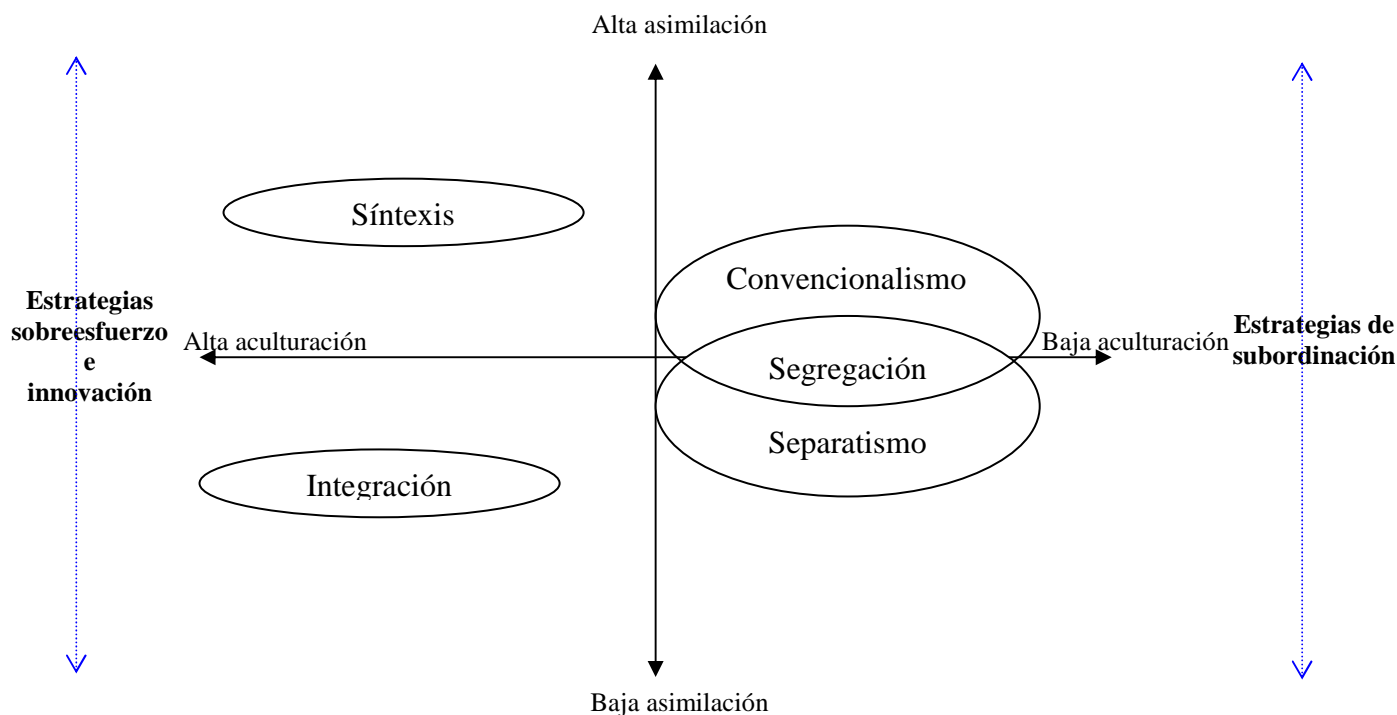 Alta asimilación
Síntexis
Convencionalismo
Estrategias
sobreesfuerzo
e
innovación
Alta aculturación
Baja aculturación
Estrategias de
subordinación
Segregación
Separatismo
Integración
Baja asimilación